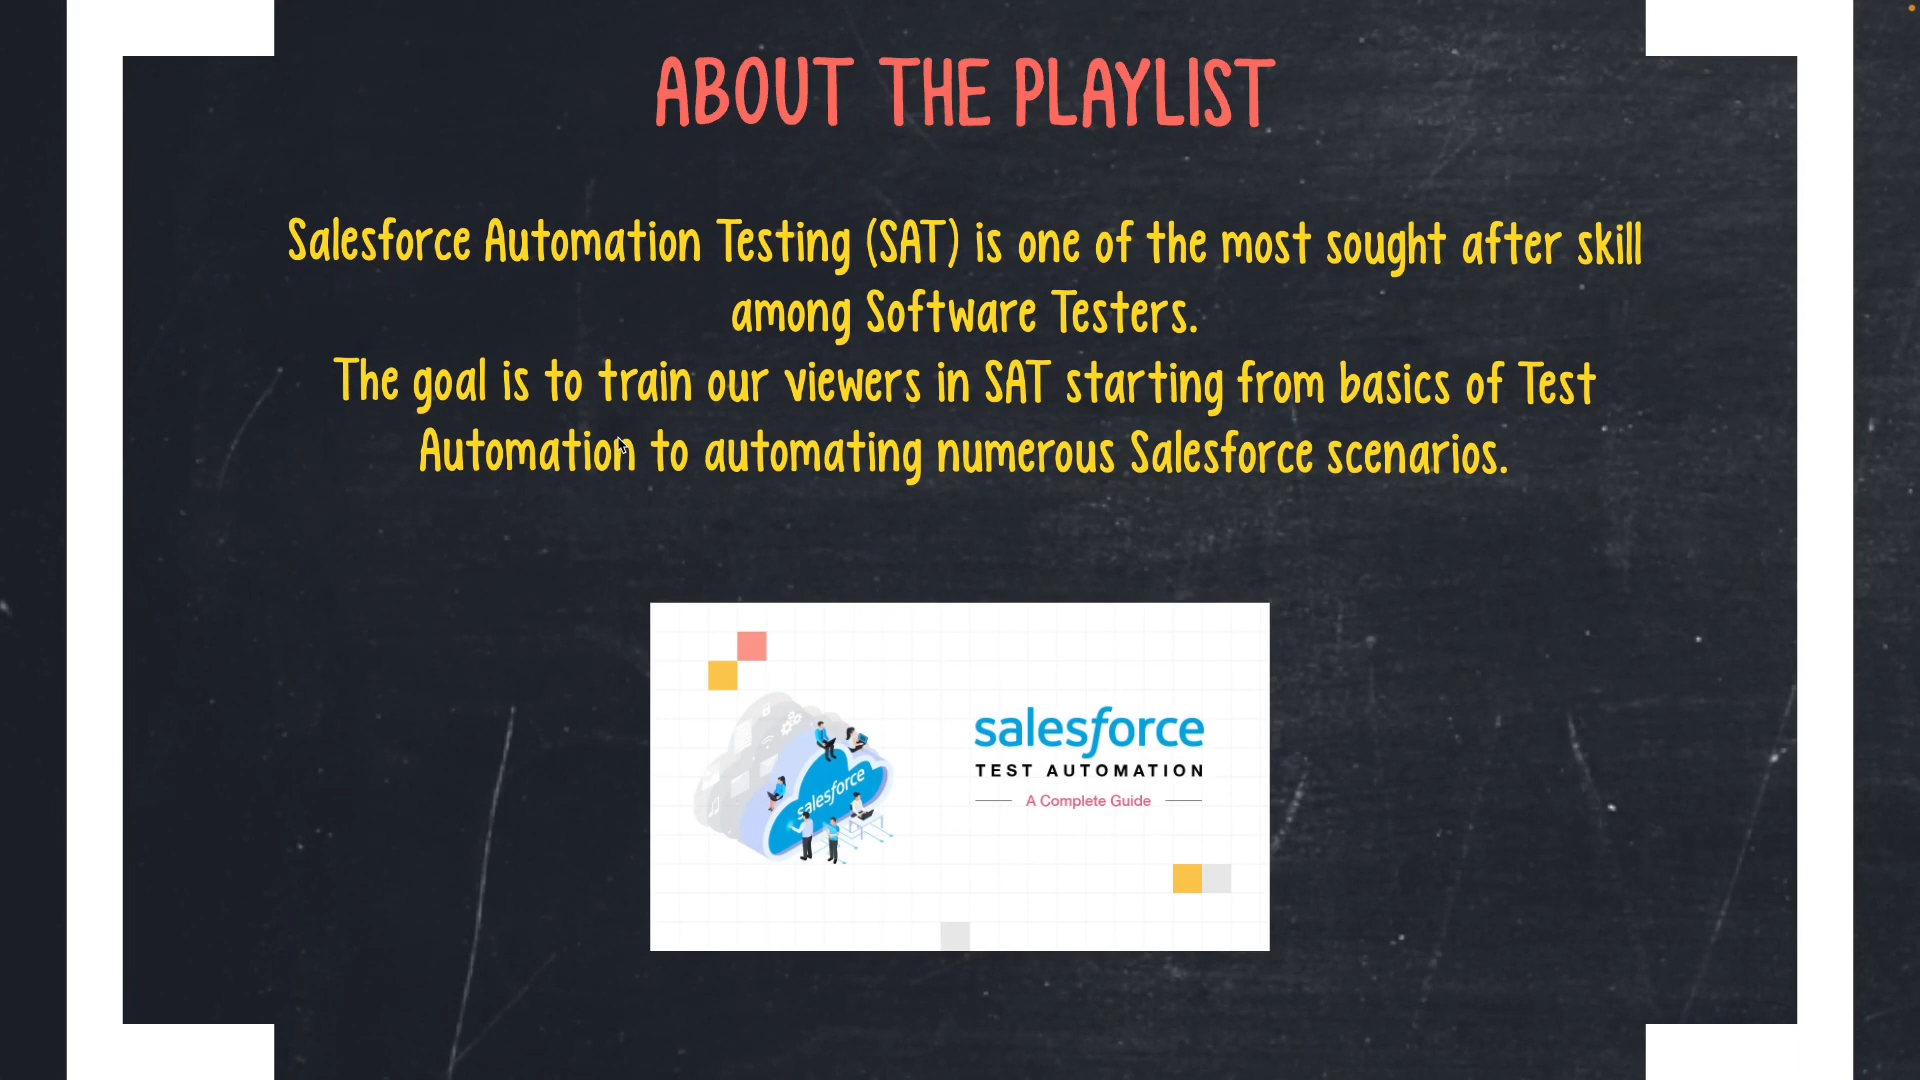 ABOUT THE PLAYLIST
Salesforce Automation Testing (SAT) is one of the most sought after skill
among Software Testers.
The goal is to train our viewers in SAT starting from basics of Test
Automation to automating numerous Salesforce scenarios.
salesforce
salesforce
TEST AUTOMATION
A Complete Guide